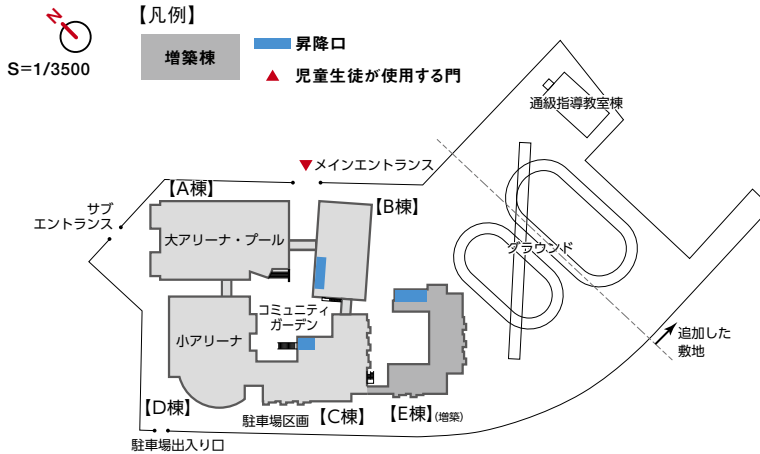 N
S=1/3500
【凡例】
増築棟
昇降口
児童生徒が使用する門
通級指導教室棟
メインエントランス
【A棟】
【B棟】
サブ
エントランス
大アリーナ・プール
グラウンド
コミュニティ
ガーデン
小アリーナ
追加した
敷地
【D棟】
駐車場区画
【C棟】
【E棟】(増築)
駐車場出入り口